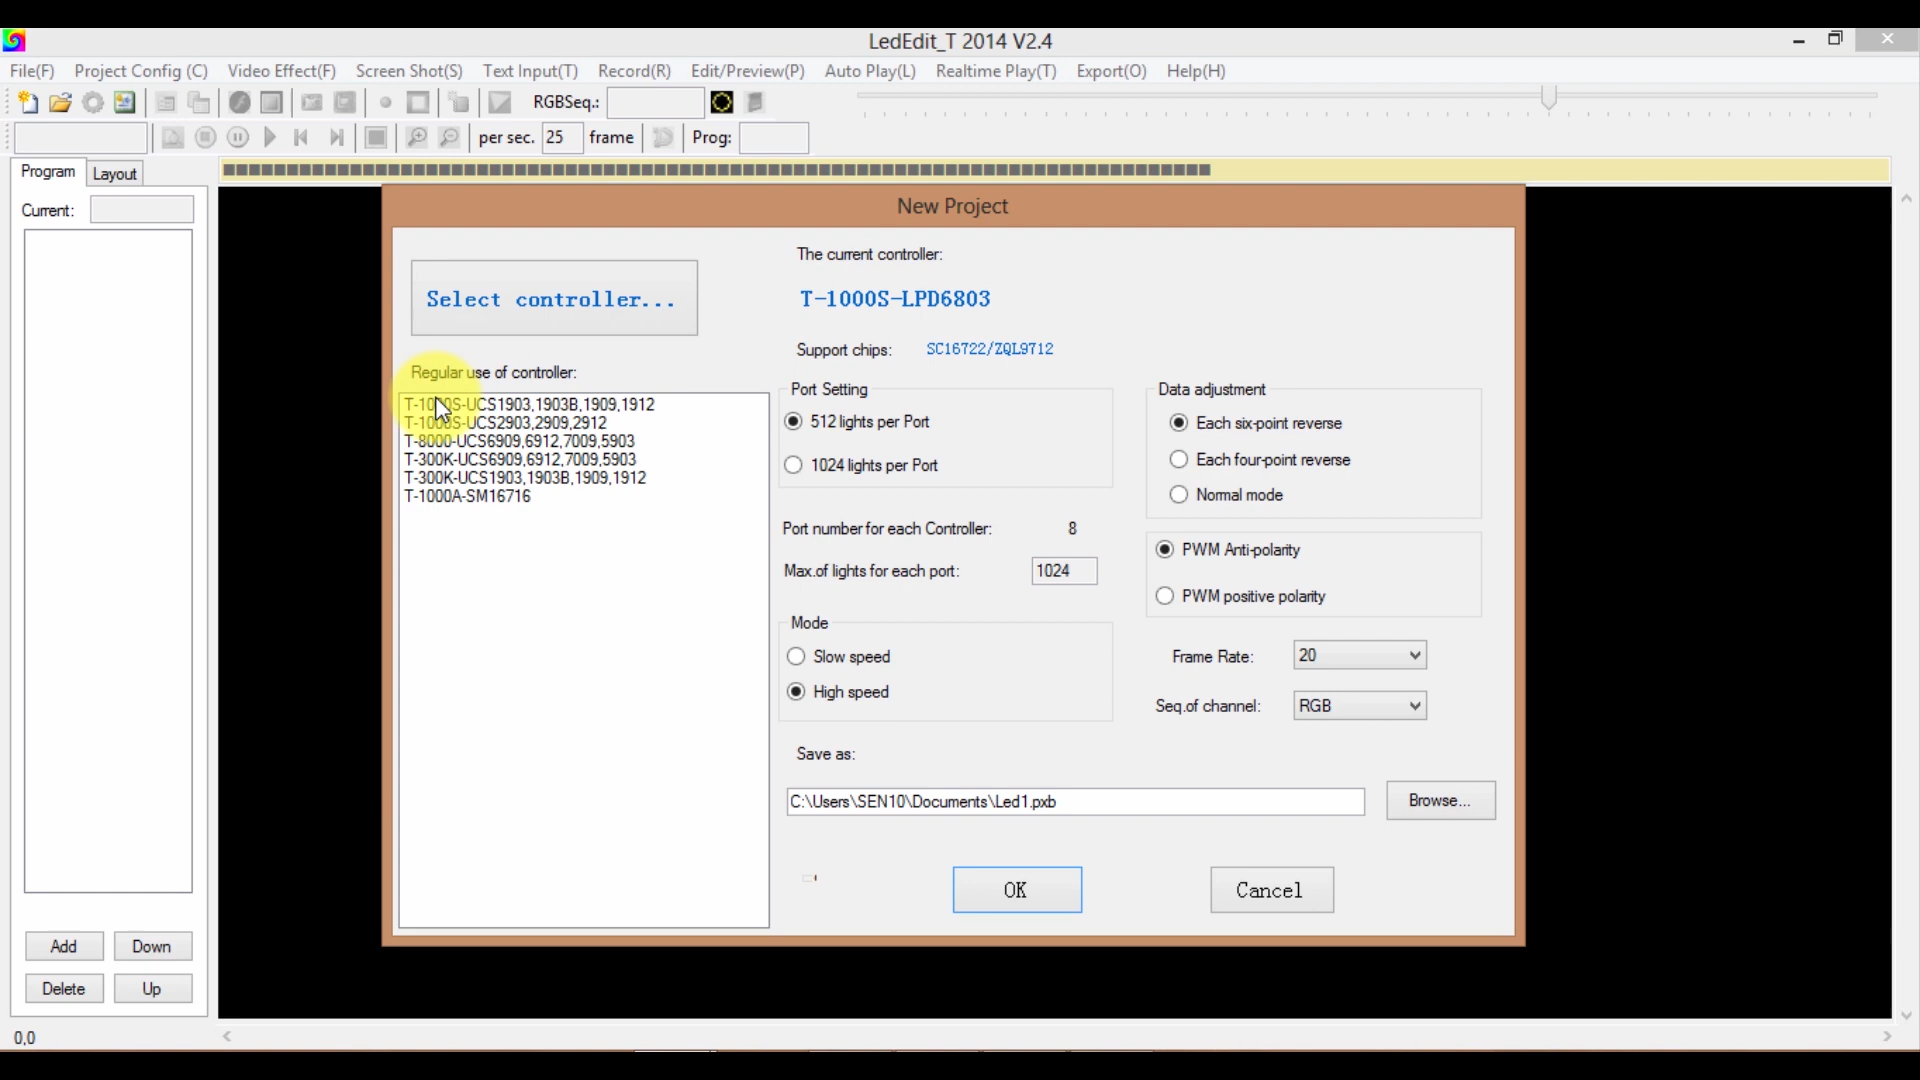 LedEdit_T 2014 V2.4
File(F) Project Config (C) Video Effect(F) Screen Shot(S) Text Input(T) Record(R) Edit/Preview(P) Auto Play(L) Realtime Play(T) Export(O) Help(H)
RGBSeq.:
per sec. 25 frame Prog:
Program Layout
Current:
New Project
Select controller...
Regular use of controller:
T-1000S-UCS1903,1903B,1909,1912
T-1000S-UCS2903,2909,2912
T-8000-UCS6909,6912,7009,5903
T-300K-UCS6909,6912,7009,5903
T-300K-UCS1903,1903B,1909,1912
T-1000A-SM16716
The current controller:
T-1000S-LPD6803
Support chips: SC16722/ZQL9712
Port Setting
512 lights per Port
1024 lights per Port
Port number for each Controller: 8
Max.of lights for each port: 1024
Mode
Slow speed
High speed
Data adjustment
Each six-point reverse
Each four-point reverse
Normal mode
PWM Anti-polarity
PWM positive polarity
Frame Rate: 20
Seq.of channel: RGB
Save as:
C:\Users\SEN10\Documents\Led1.pxb
Browse...
OK Cancel
Add Down
Delete Up
0,0